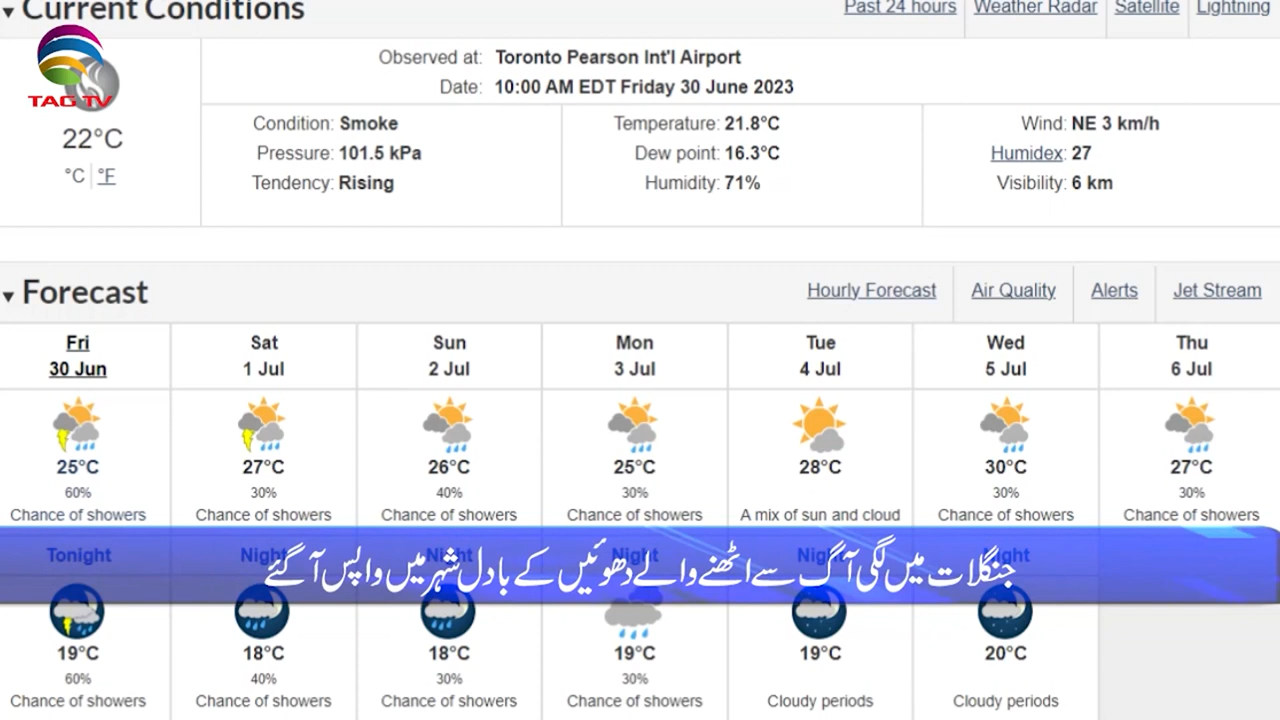 Current Conditions
Past 24 hours Weather Radar Satellite Lightning
TAG TV
22°C
°C °F
Observed at: Toronto Pearson Int'l Airport
Date: 10:00 AM EDT Friday 30 June 2023
Condition: Smoke
Pressure: 101.5 kPa
Tendency: Rising
Temperature: 21.8°C
Dew point: 16.3°C
Humidity: 71%
Wind: NE 3 km/h
Humidex: 27
Visibility: 6 km
Forecast
Hourly Forecast Air Quality Alerts Jet Stream
Fri Sat Sun Mon Tue Wed Thu
30 Jun 1 Jul 2 Jul 3 Jul 4 Jul 5 Jul 6 Jul
25°C 27°C 26°C 25°C 28°C 30°C 27°C
60% 30% 40% 30% 30% 30%
Chance of showers Chance of showers Chance of showers Chance of showers A mix of sun and cloud Chance of showers Chance of showers
Tonight Night Night Night Night Night
جنگلات میں لگی آگ سے اٹھنے والے دھوئیں کے بادل شہر میں واپس آ گئے
19°C 18°C 18°C 19°C 19°C 20°C
60% 40% 30% 30%
Chance of showers Chance of showers Chance of showers Chance of showers Cloudy periods Cloudy periods